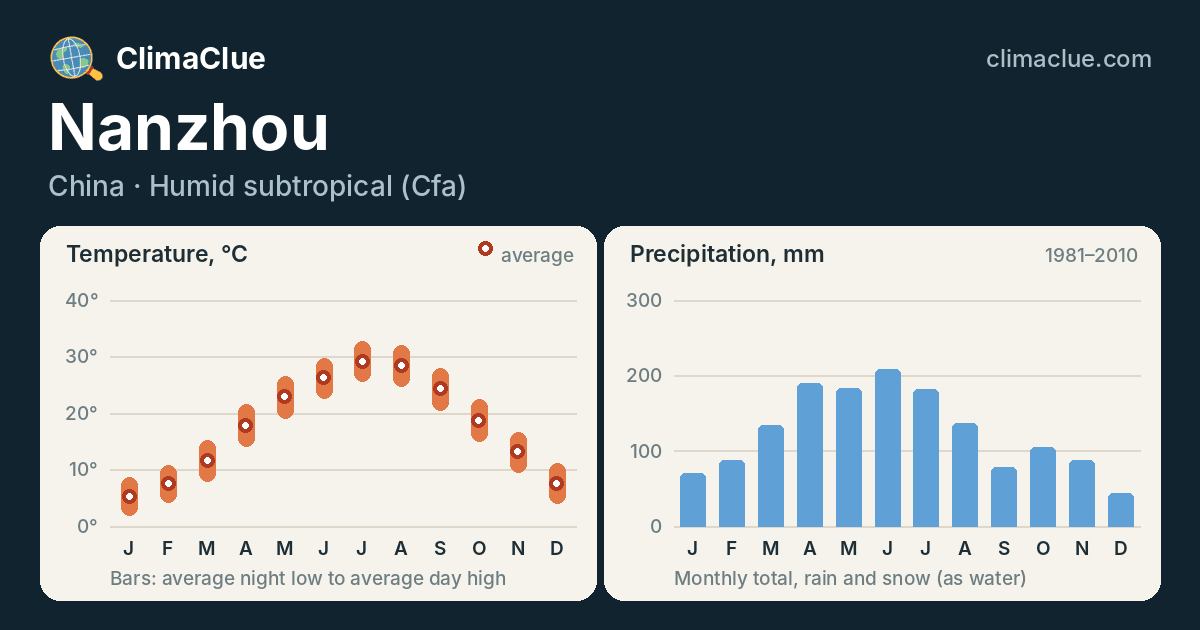 ClimaClue
climaclue.com
Nanzhou
China · Humid subtropical (Cfa)
Temperature, °C
average
40°
30°
20°
10°
0°
J F M A M J J A S O N D
Bars: average night low to average day high
Precipitation, mm
1981–2010
300
200
100
0
J F M A M J J A S O N D
Monthly total, rain and snow (as water)